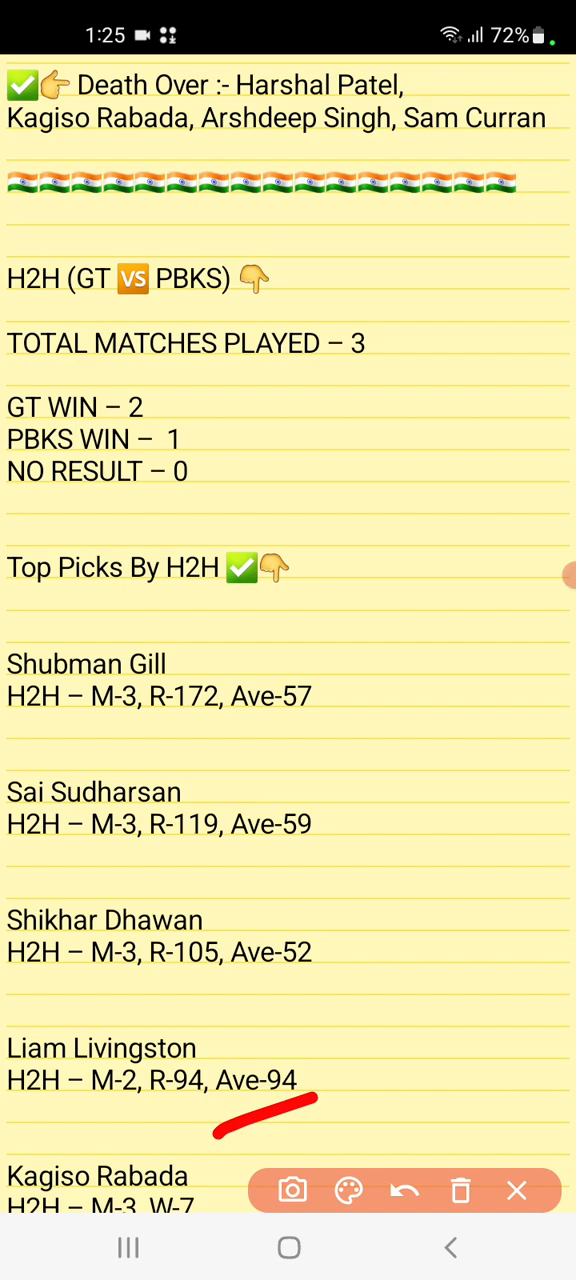 1:25 72%
✅👉 Death Over :- Harshal Patel,
Kagiso Rabada, Arshdeep Singh, Sam Curran
🇮🇳🇮🇳🇮🇳🇮🇳🇮🇳🇮🇳🇮🇳🇮🇳🇮🇳🇮🇳🇮🇳🇮🇳🇮🇳🇮🇳🇮🇳🇮🇳
H2H (GT 🆚 PBKS) 👇
TOTAL MATCHES PLAYED – 3
GT WIN – 2
PBKS WIN – 1
NO RESULT – 0
Top Picks By H2H ✅👇
Shubman Gill
H2H – M-3, R-172, Ave-57
Sai Sudharsan
H2H – M-3, R-119, Ave-59
Shikhar Dhawan
H2H – M-3, R-105, Ave-52
Liam Livingston
H2H – M-2, R-94, Ave-94
Kagiso Rabada
H2H – M-3, W-7